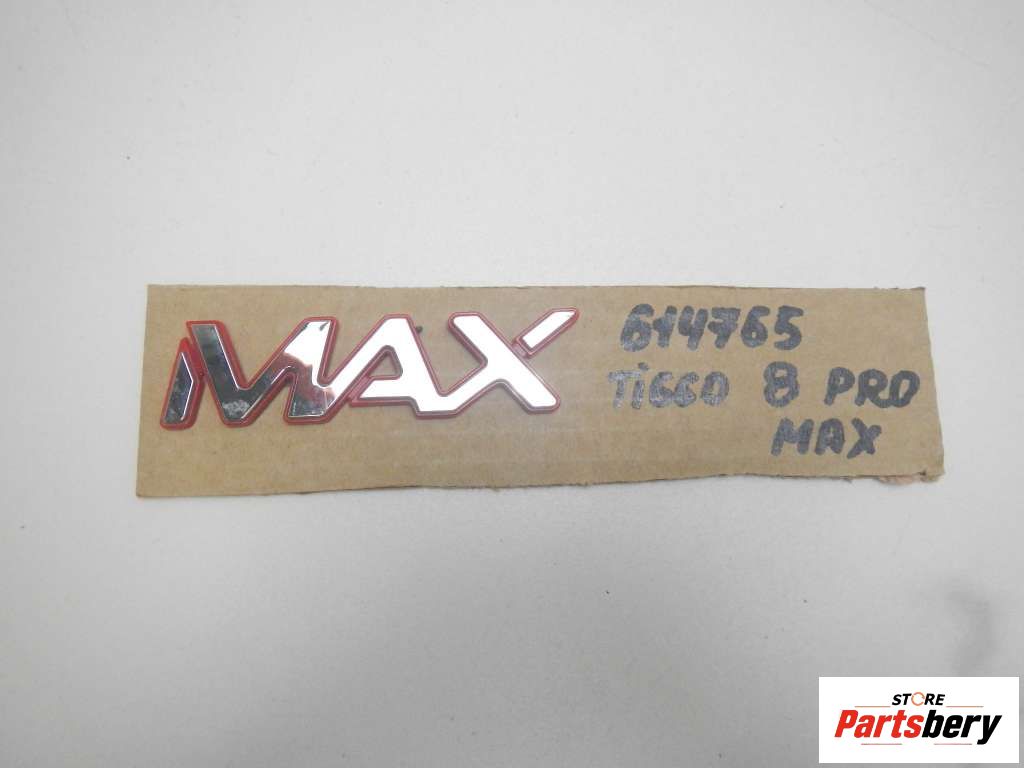 MAX
614765
TIGGO 8 PRO
MAX
STORE
Partsbery